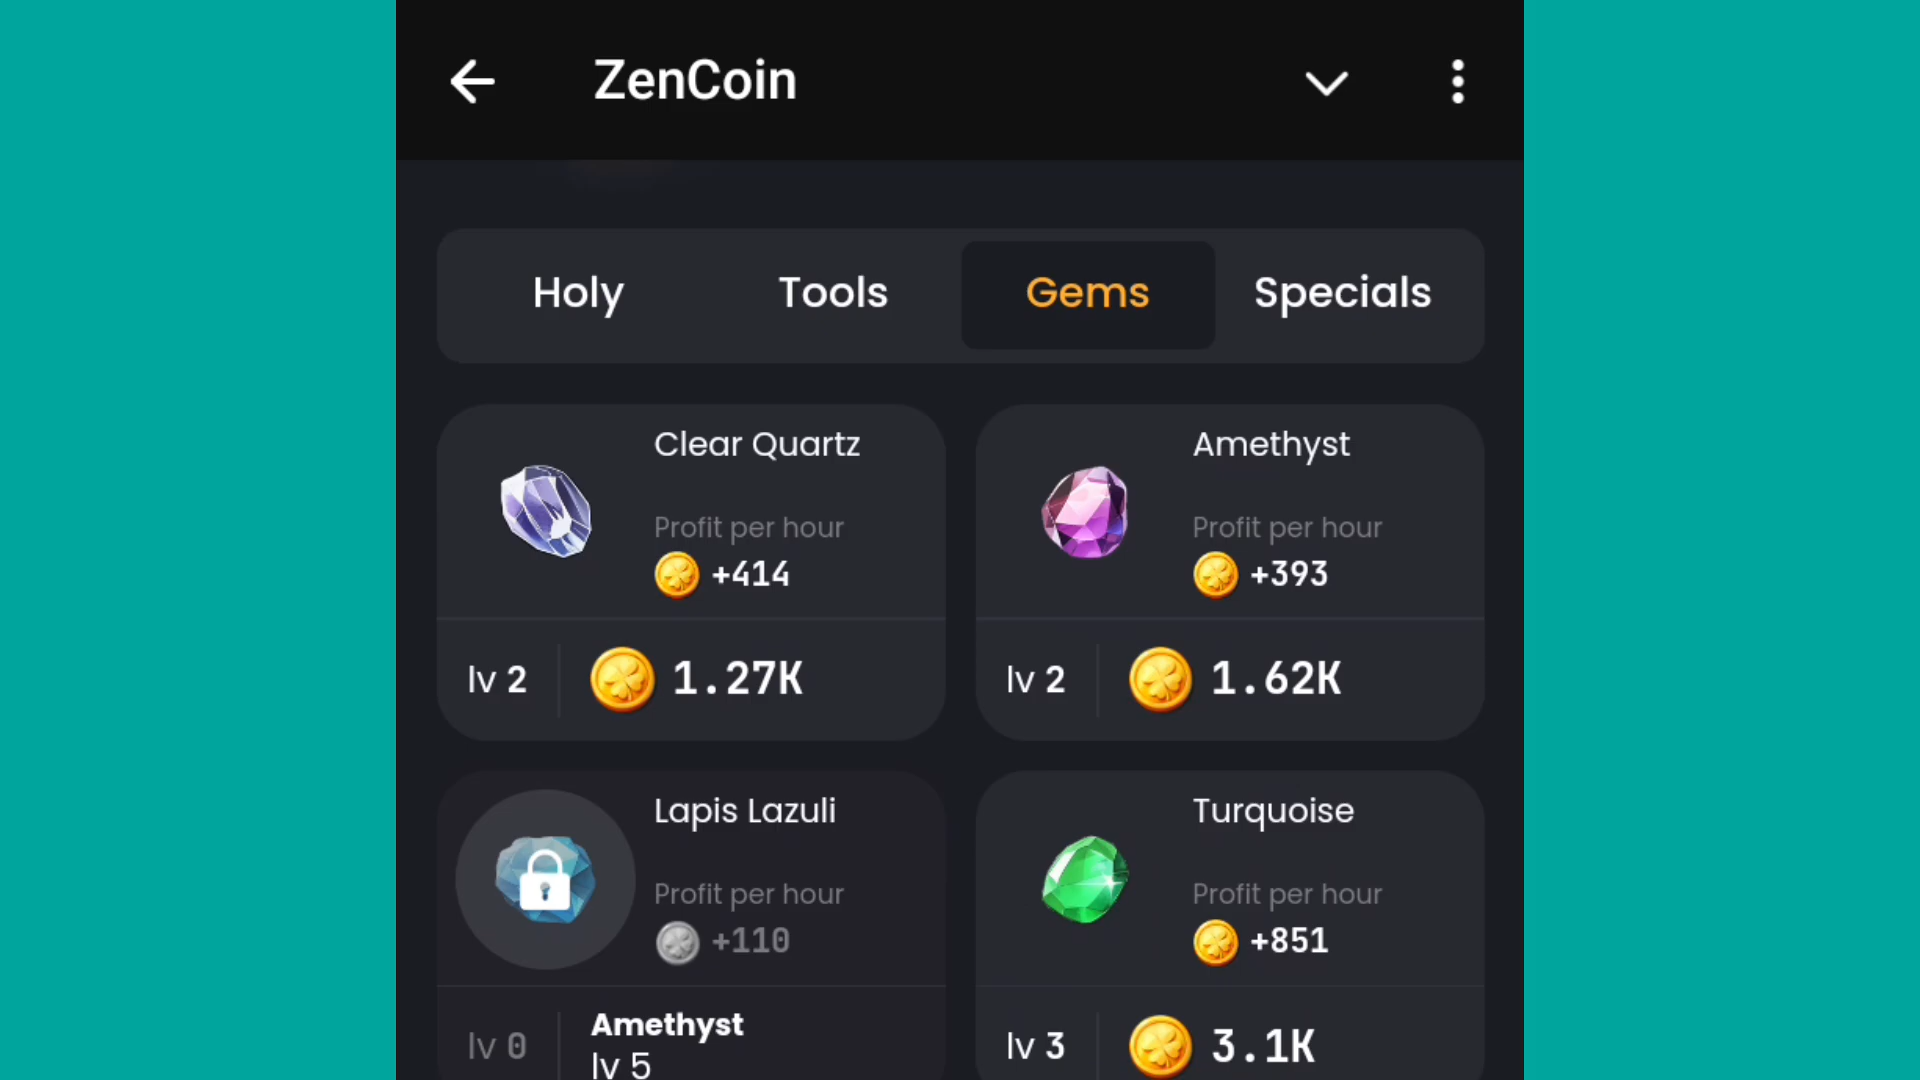 ZenCoin
Holy Tools Gems Specials
Clear Quartz
Profit per hour
+414
lv 2 1.27K
Amethyst
Profit per hour
+393
lv 2 1.62K
Lapis Lazuli
Profit per hour
+110
lv 0 Amethyst
lv 5
Turquoise
Profit per hour
+851
lv 3 3.1K